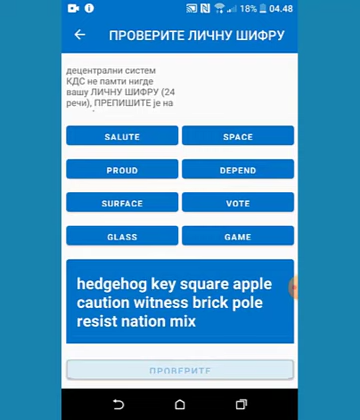 18% 04.48
ПРОВЕРИТЕ ЛИЧНУ ШИФРУ
децентрални систем
КДС не памти нигде
вашу ЛИЧНУ ШИФРУ (24
речи), ПРЕПИШИТЕ је на
SALUTE SPACE
PROUD DEPEND
SURFACE VOTE
GLASS GAME
hedgehog key square apple
caution witness brick pole
resist nation mix
ПРОВЕРИТЕ